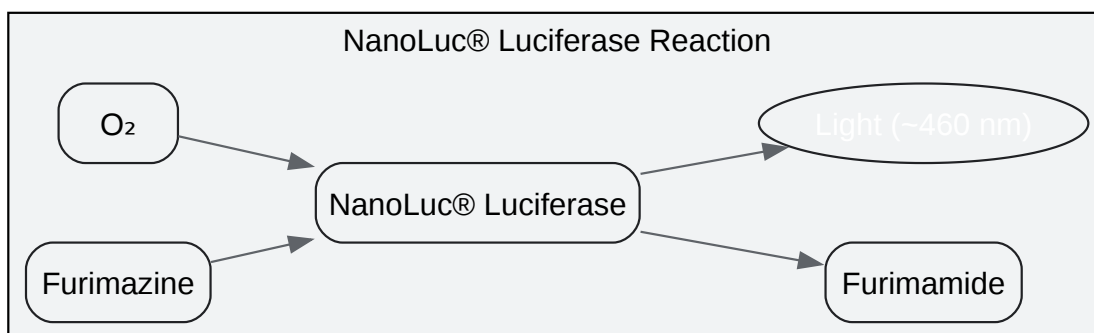 NanoLuc® Luciferase Reaction
O₂
Light (~460 nm)
NanoLuc® Luciferase
Furimazine
Furimamide